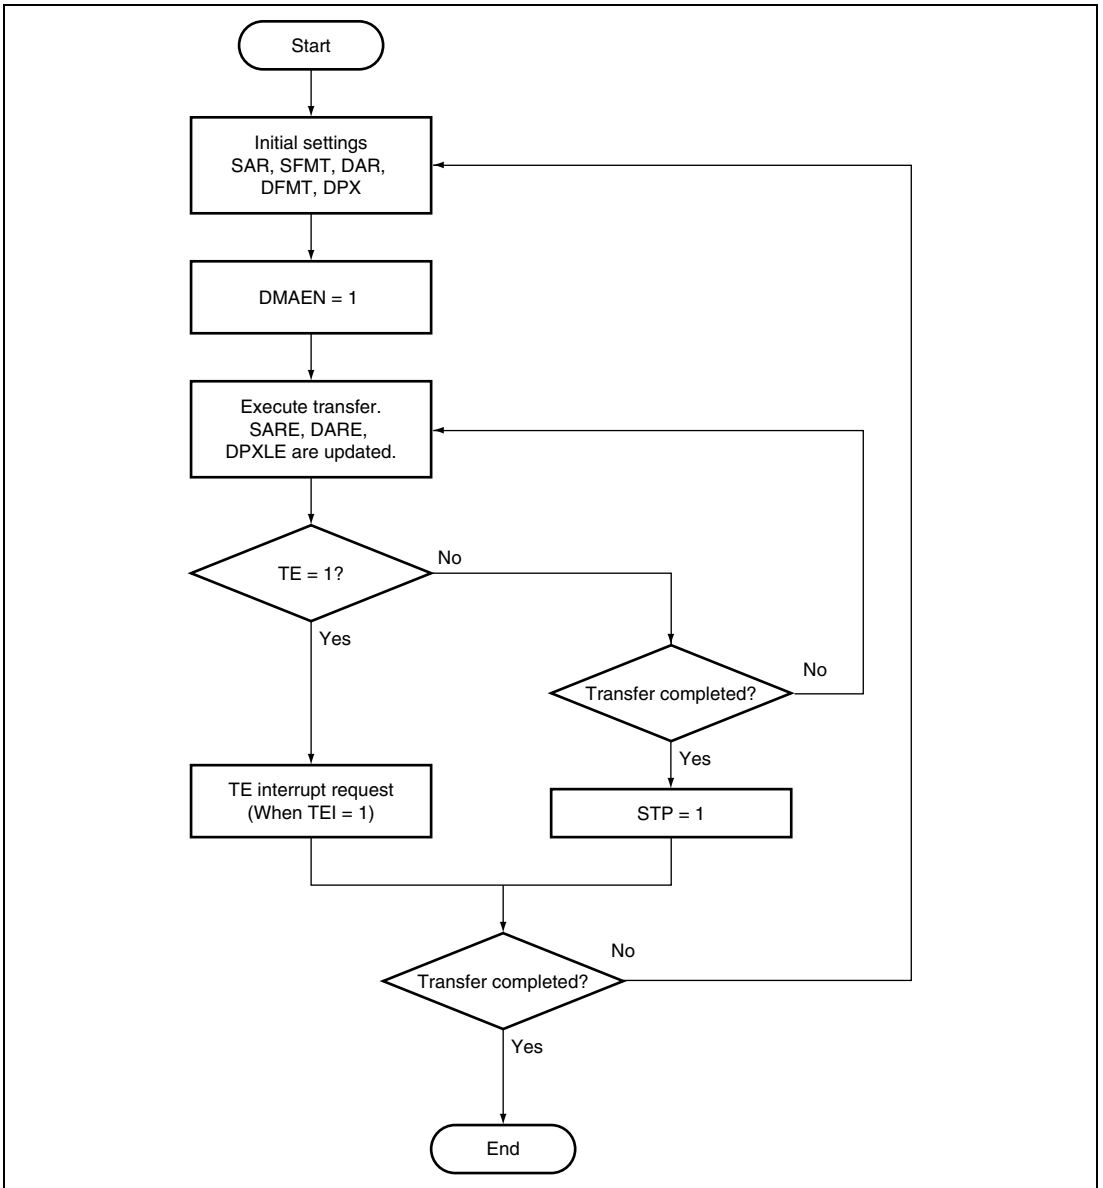 Start
Initial settings
SAR, SFMT, DAR,
DFMT, DPX
DMAEN = 1
Execute transfer.
SARE, DARE,
DPXLE are updated.
TE = 1?
No
Yes
Transfer completed?
No
Yes
TE interrupt request
(When TEI = 1)
STP = 1
Transfer completed?
No
Yes
End